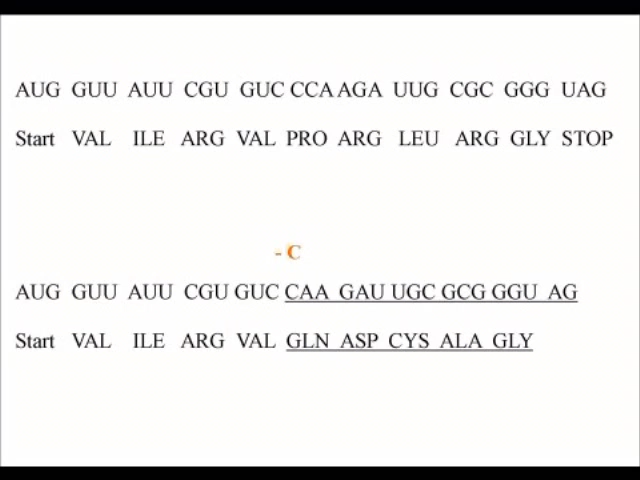 AUG GUU AUU CGU GUC CCA AGA UUG CGC GGG UAG
Start VAL ILE ARG VAL PRO ARG LEU ARG GLY STOP
- C
AUG GUU AUU CGU GUC CAA GAU UGC GCG GGU AG
Start VAL ILE ARG VAL GLN ASP CYS ALA GLY